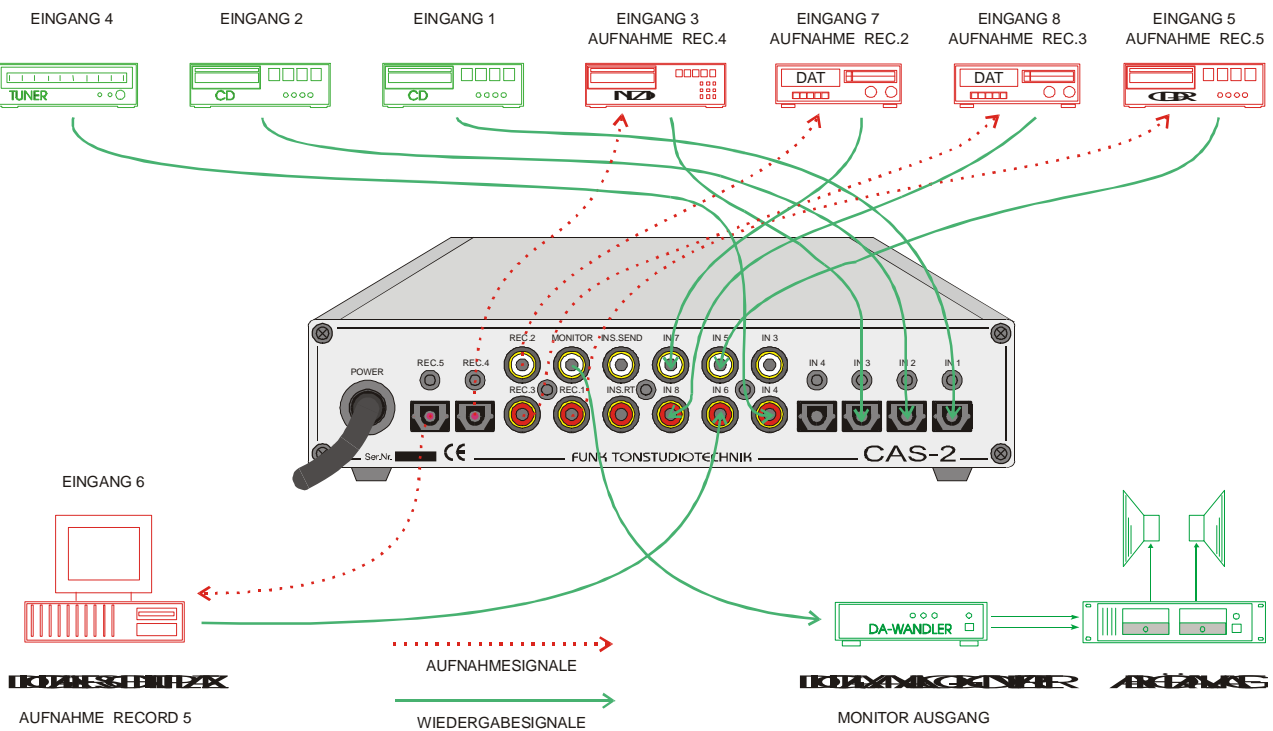 EINGANG 4
EINGANG 2
EINGANG 1
EINGANG 3
AUFNAHME REC.4
EINGANG 7
AUFNAHME REC.2
EINGANG 8
AUFNAHME REC.3
EINGANG 5
AUFNAHME REC.5
TUNER
CD
CD
DAT
DAT
REC.2
MONITOR
INS.SEND
IN 7
IN 5
IN 3
POWER
REC.5
REC.4
IN 4
IN 3
IN 2
IN 1
REC.3
REC.1
INS.RT
IN 8
IN 6
IN 4
Ser.Nr.
CE
FUNK TONSTUDIOTECHNIK
CAS-2
EINGANG 6
DA-WANDLER
AUFNAHMESIGNALE
AUFNAHME RECORD 5
WIEDERGABESIGNALE
MONITOR AUSGANG